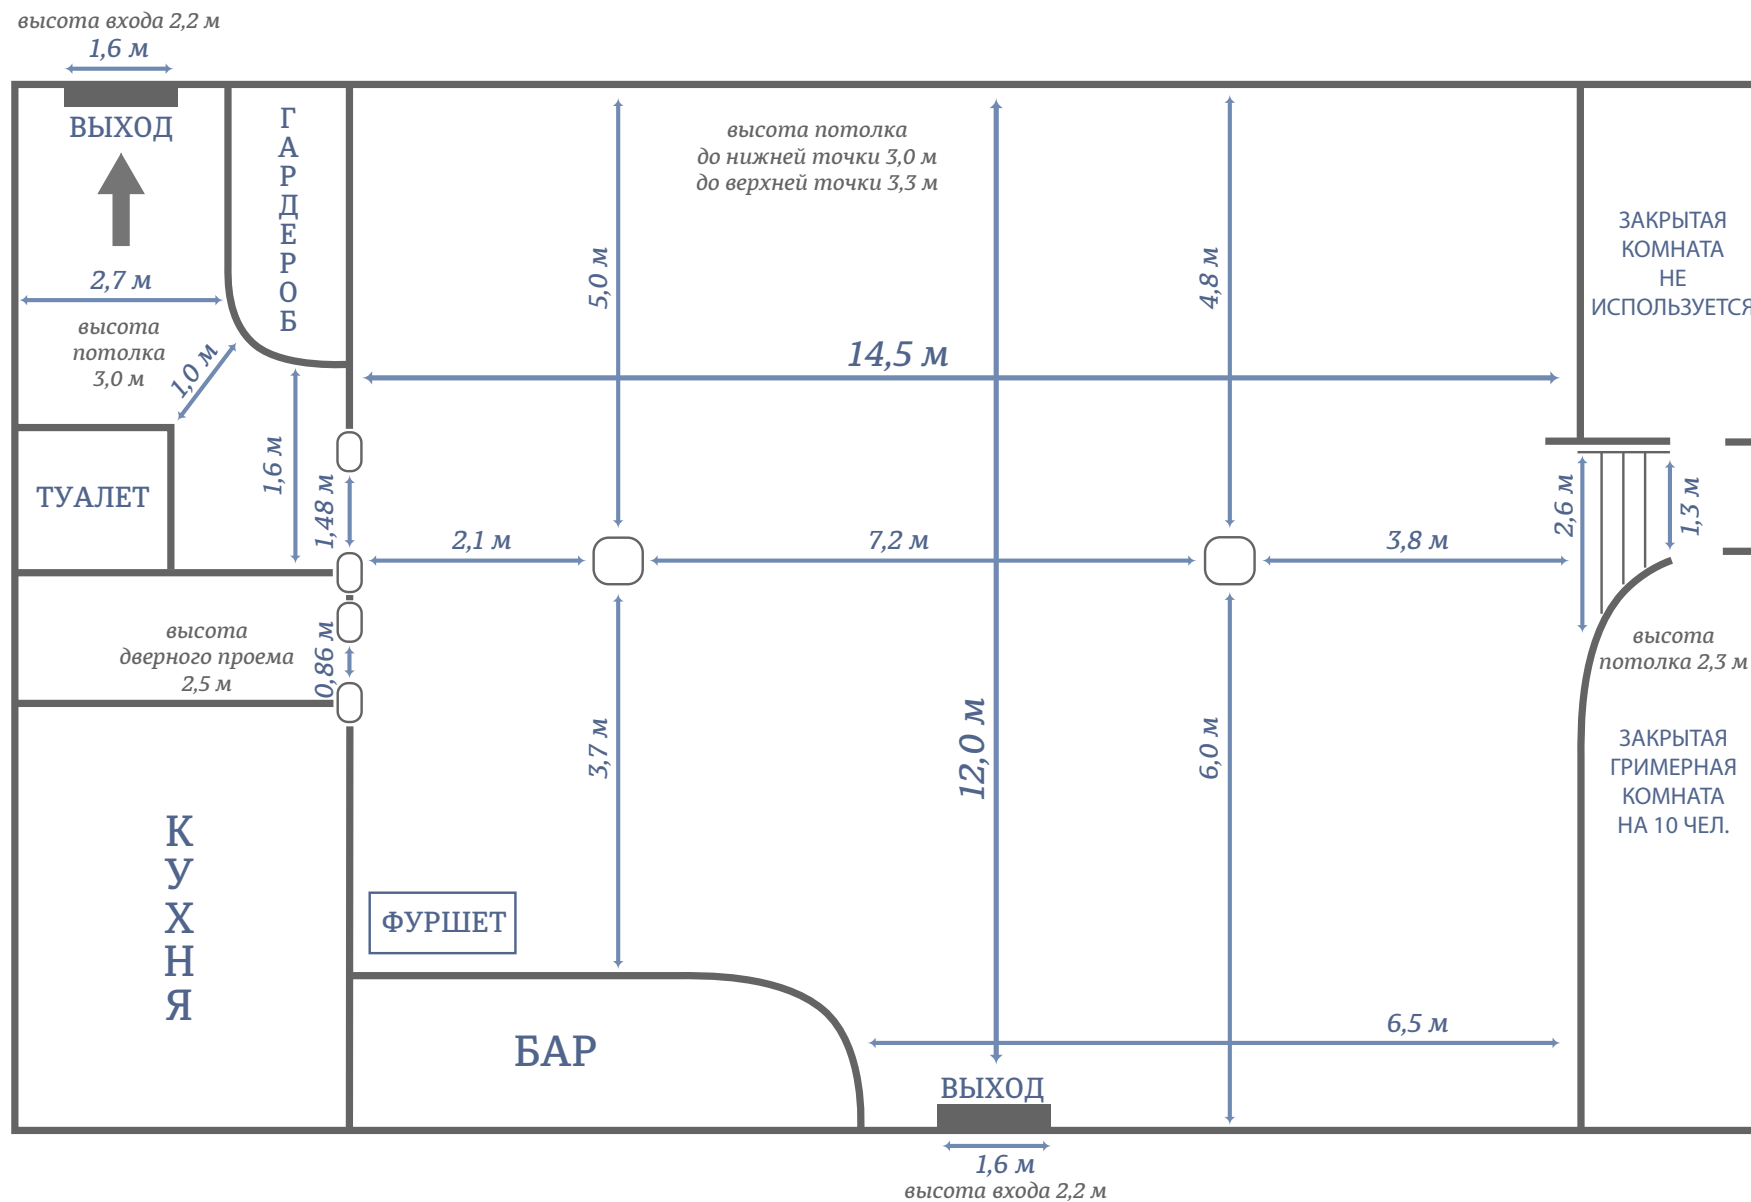 высота входа 2,2 м
1,6 м
ВЫХОД
ГАРДЕРОБ
высота потолка
до нижней точки 3,0 м
до верхней точки 3,3 м
5,0 м
4,8 м
ЗАКРЫТАЯ
КОМНАТА
НЕ
ИСПОЛЬЗУЕТСЯ
2,7 м
высота
потолка
3,0 м
1,0 м
14,5 м
ТУАЛЕТ
1,6 м
1,48 м
2,1 м
7,2 м
3,8 м
2,6 м
1,3 м
высота
дверного проема
2,5 м
0,86 м
3,7 м
12,0 м
6,0 м
высота
потолка 2,3 м
ЗАКРЫТАЯ
ГРИМЕРНАЯ
КОМНАТА
НА 10 ЧЕЛ.
КУХНЯ
ФУРШЕТ
БАР
6,5 м
ВЫХОД
1,6 м
высота входа 2,2 м